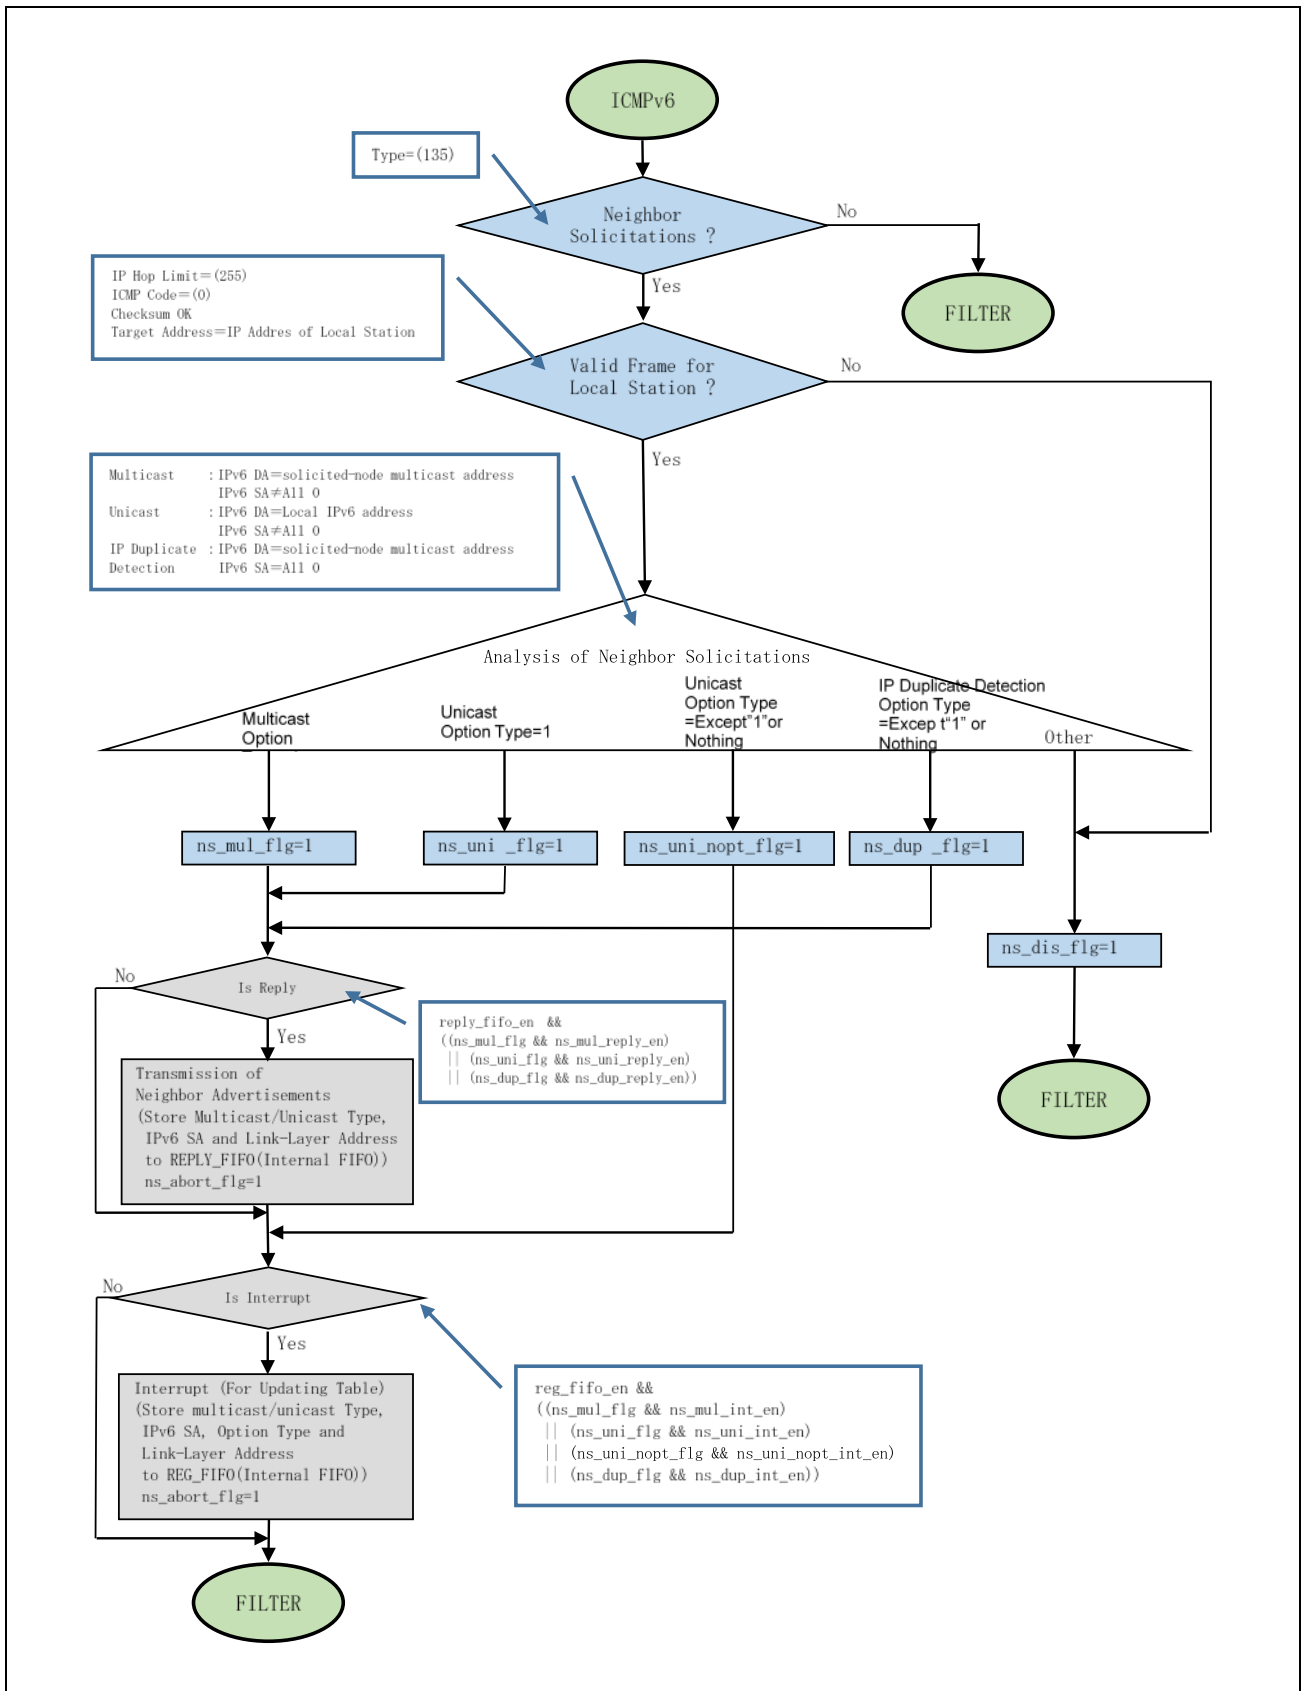 ICMPv6
Type=(135)
Neighbor
Solicitations ?
No
Yes
FILTER
IP Hop Limit=(255)
ICMP Code=(0)
Checksum OK
Target Address=IP Addres of Local Station
Valid Frame for
Local Station ?
No
Yes
Multicast :IPv6 DA=solicited-node multicast address
IPv6 SA≠All 0
Unicast :IPv6 DA=Local IPv6 address
IPv6 SA≠All 0
IP Duplicate :IPv6 DA=solicited-node multicast address
Detection IPv6 SA=All 0
Analysis of Neighbor Solicitations
Multicast
Option
Unicast
Option Type=1
Unicast
Option Type
=Except"1"or
Nothing
IP Duplicate Detection
Option Type
=Excep t"1" or
Nothing
Other
ns_mul_flg=1
ns_uni _flg=1
ns_uni_nopt_flg=1
ns_dup _flg=1
ns_dis_flg=1
FILTER
Is Reply
No
Yes
reply_fifo_en &&
((ns_mul_flg && ns_mul_reply_en)
|| (ns_uni_flg && ns_uni_reply_en)
|| (ns_dup_flg && ns_dup_reply_en))
Transmission of
Neighbor Advertisements
(Store Multicast/Unicast Type,
IPv6 SA and Link-Layer Address
to REPLY_FIFO(Internal FIFO))
ns_abort_flg=1
Is Interrupt
No
Yes
reg_fifo_en &&
((ns_mul_flg && ns_mul_int_en)
|| (ns_uni_flg && ns_uni_int_en)
|| (ns_uni_nopt_flg && ns_uni_nopt_int_en)
|| (ns_dup_flg && ns_dup_int_en))
Interrupt (For Updating Table)
(Store multicast/unicast Type,
IPv6 SA, Option Type and
Link-Layer Address
to REG_FIFO(Internal FIFO))
ns_abort_flg=1
FILTER